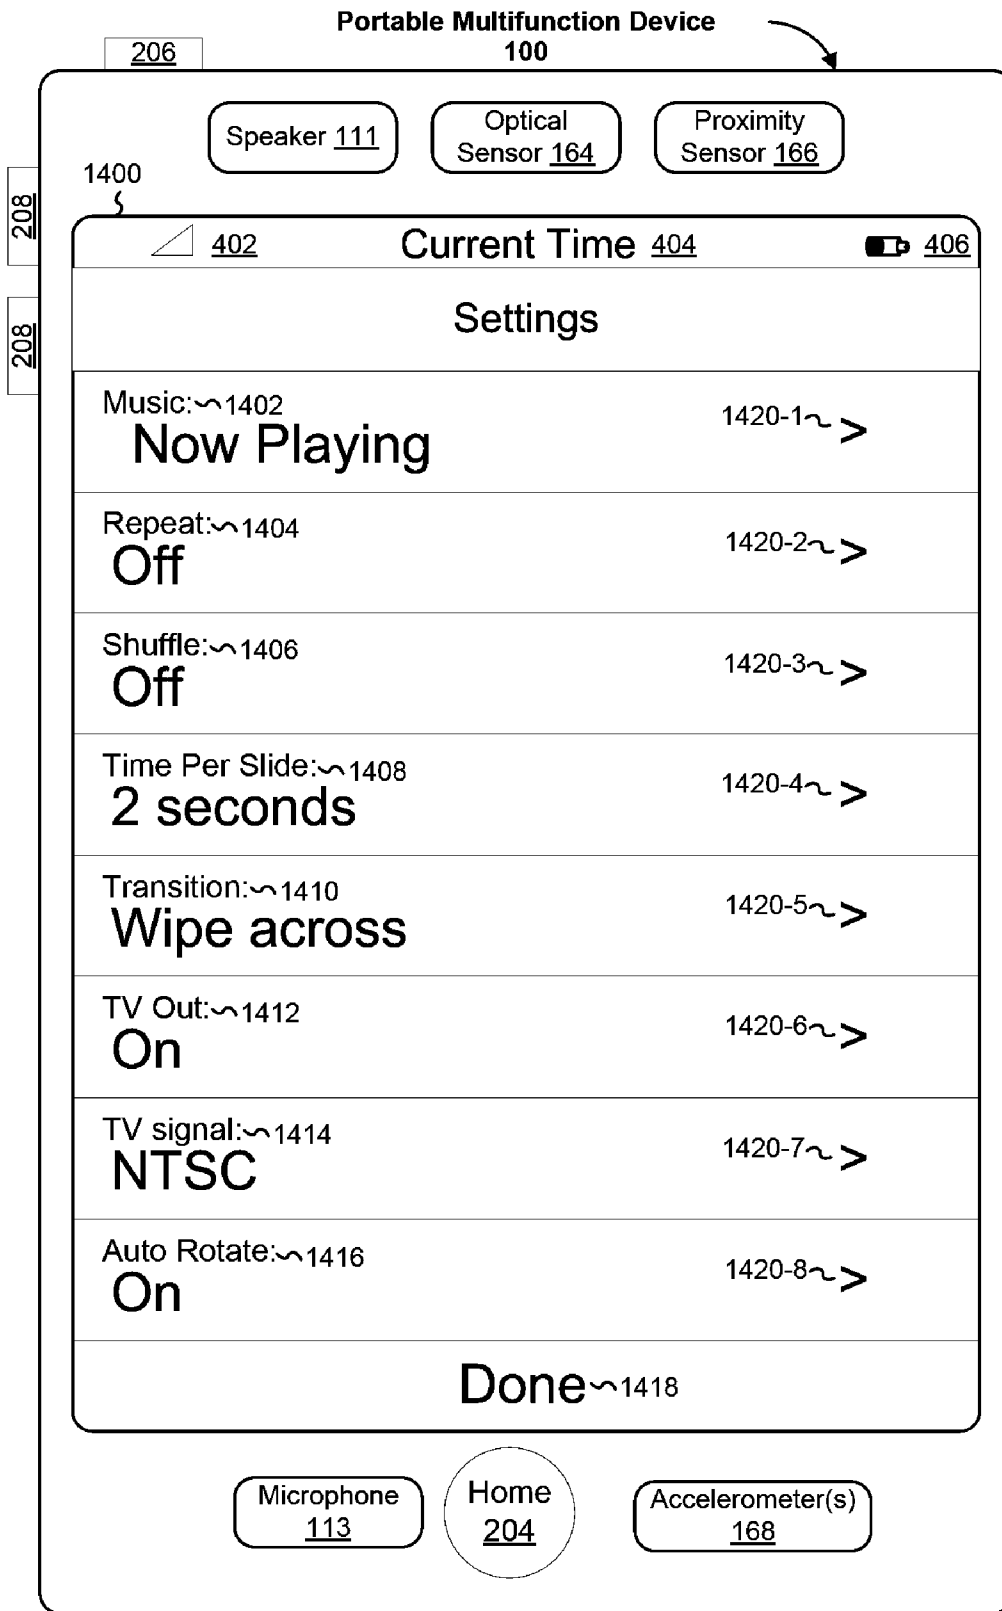 Portable Multifunction Device
100
206
Speaker 111
Optical
Sensor 164
Proximity
Sensor 166
1400
208
208
402
Current Time 404
406
Settings
Music: 1402
Now Playing
1420-1 >
Repeat: 1404
Off
1420-2 >
Shuffle: 1406
Off
1420-3 >
Time Per Slide: 1408
2 seconds
1420-4 >
Transition: 1410
Wipe across
1420-5 >
TV Out: 1412
On
1420-6 >
TV signal: 1414
NTSC
1420-7 >
Auto Rotate: 1416
On
1420-8 >
Done 1418
Microphone
113
Home
204
Accelerometer(s)
168